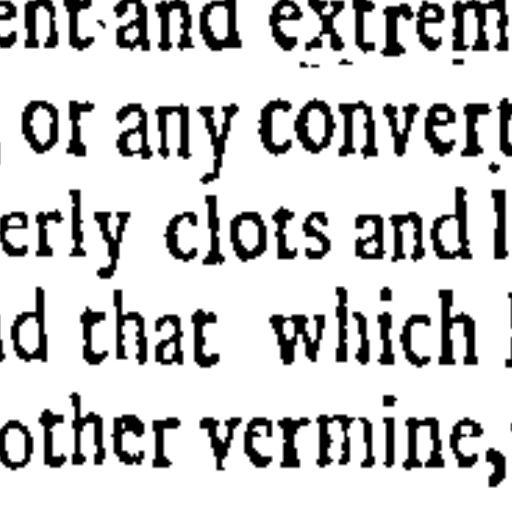 ent and extrem
or any convert
erly clots and l
d that which
other vermine,